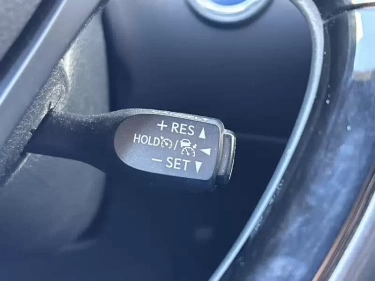 + RES
HOLD /
− SET